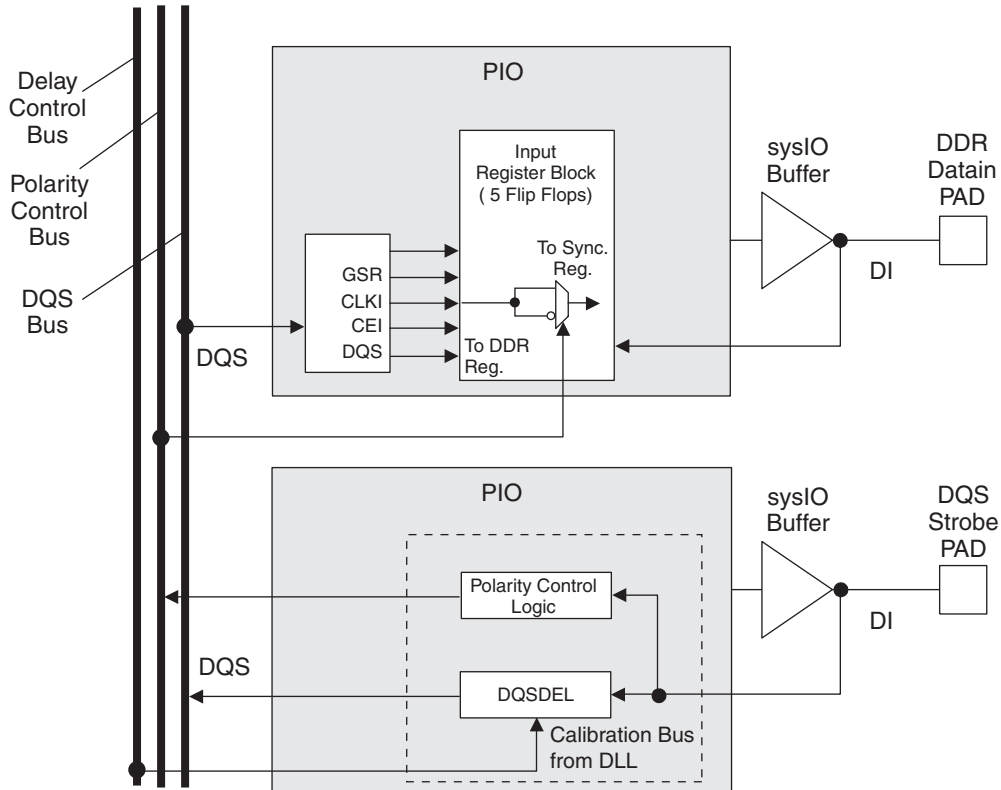 Delay
Control
Bus
Polarity
Control
Bus
DQS
Bus
DQS
PIO
Input
Register Block
( 5 Flip Flops)
GSR
CLKI
CEI
DQS
To Sync.
Reg.
To DDR
Reg.
sysIO
Buffer
DI
DDR
Datain
PAD
PIO
Polarity Control
Logic
DQS
DQSDEL
Calibration Bus
from DLL
sysIO
Buffer
DI
DQS
Strobe
PAD